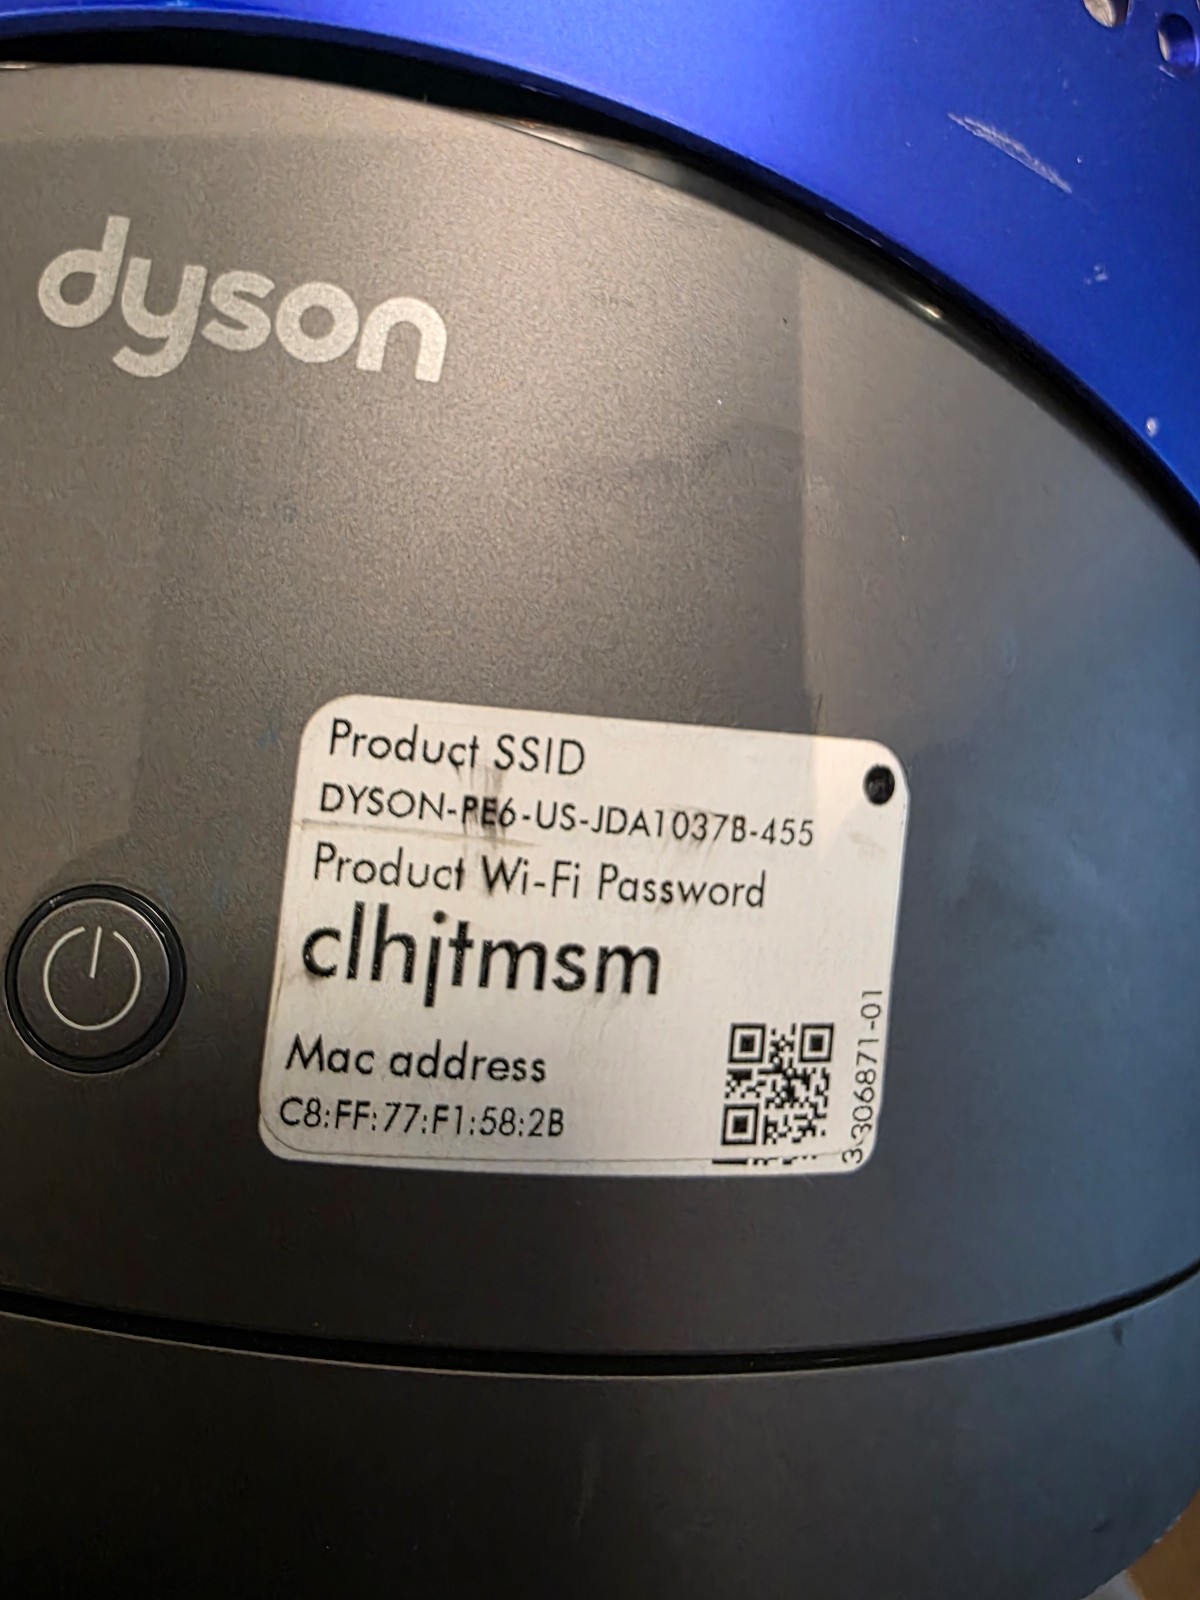 dyson
Product SSID
DYSON-PE6-US-JDA1037B-455
Product Wi-Fi Password
clhjtmsm
Mac address
C8:FF:77:F1:58:2B
3-306871-01